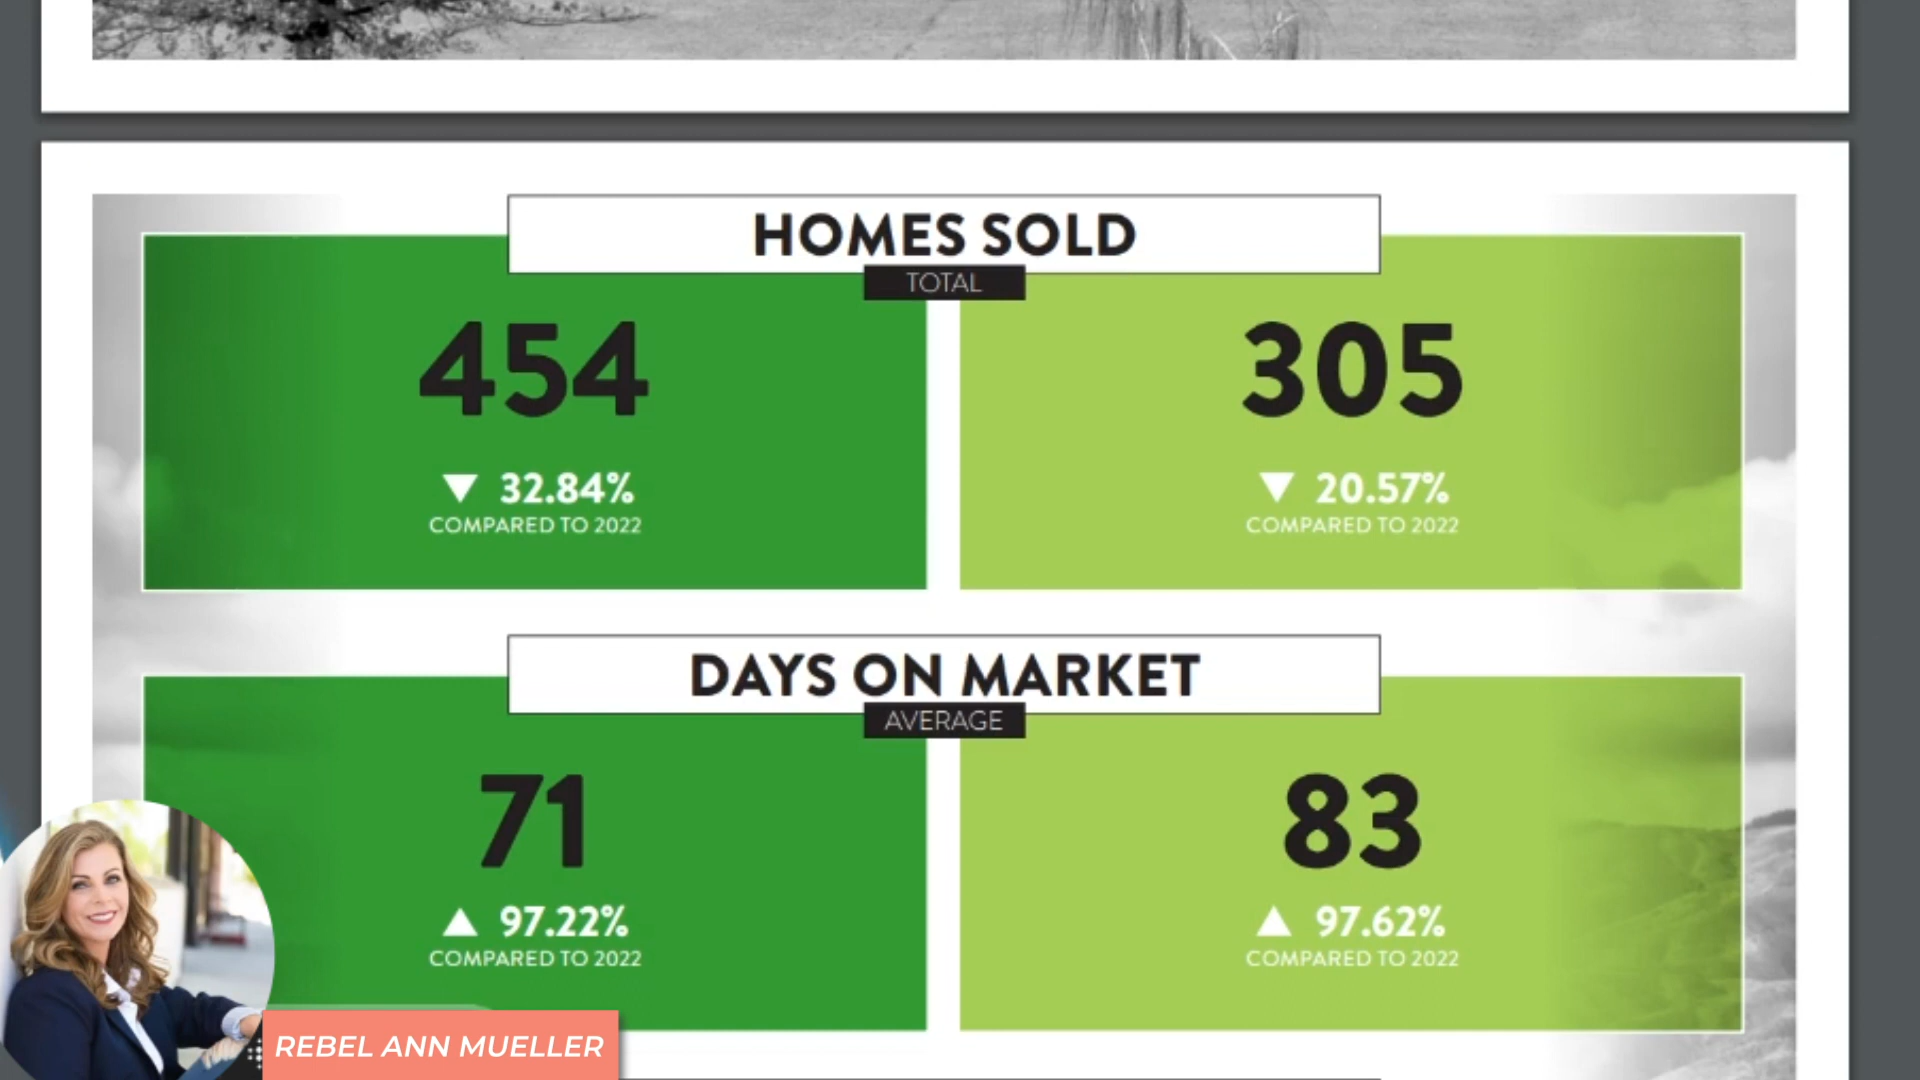 HOMES SOLD
TOTAL
454
▼ 32.84%
COMPARED TO 2022
305
▼ 20.57%
COMPARED TO 2022
DAYS ON MARKET
AVERAGE
71
▲ 97.22%
COMPARED TO 2022
83
▲ 97.62%
COMPARED TO 2022
REBEL ANN MUELLER